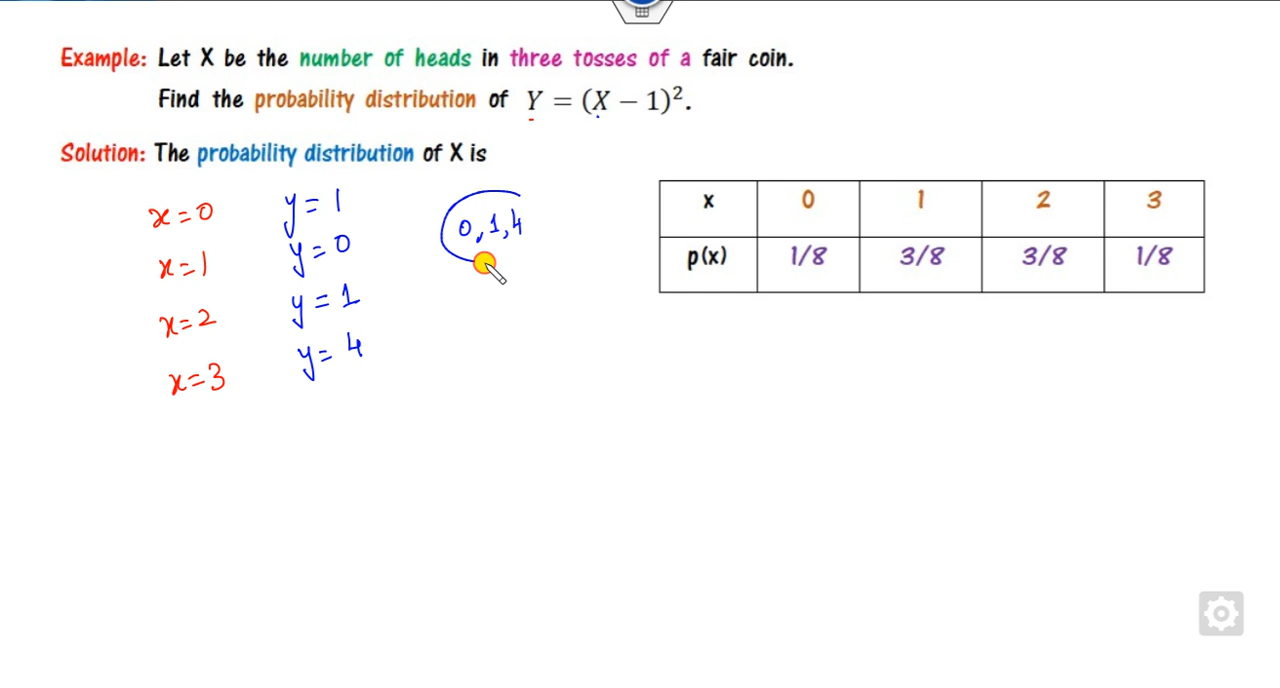 Example: Let X be the number of heads in three tosses of a fair coin.
Find the probability distribution of Y = (X − 1)².
Solution: The probability distribution of X is
x = 0 y = 1
x = 1 y = 0
x = 2 y = 1
x = 3 y = 4
0, 1, 4
x 0 1 2 3
p(x) 1/8 3/8 3/8 1/8